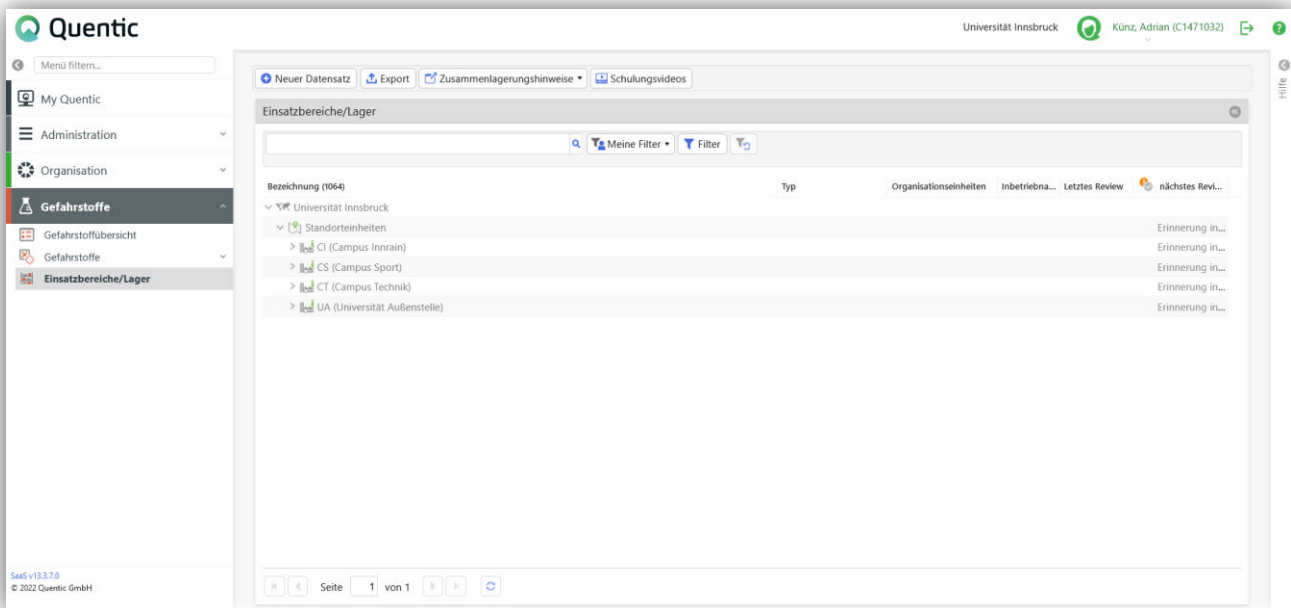 Quentic
Universität Innsbruck
Künz, Adrian (C1471032)
Menü filtern...
My Quentic
Administration
Organisation
Gefahrstoffe
Gefahrstoffübersicht
Gefahrstoffe
Einsatzbereiche/Lager
SaaS v13.3.7.0
© 2022 Quentic GmbH
Neuer Datensatz
Export
Zusammenlagerungshinweise
Schulungsvideos
Einsatzbereiche/Lager
Meine Filter
Filter
Bezeichnung (1064) Typ Organisationseinheiten Inbetriebna... Letztes Review nächstes Revi...
Universität Innsbruck
Standorteinheiten Erinnerung in...
CI (Campus Innrain) Erinnerung in...
CS (Campus Sport) Erinnerung in...
CT (Campus Technik) Erinnerung in...
UA (Universität Außenstelle) Erinnerung in...
Seite 1 von 1
Hilfe